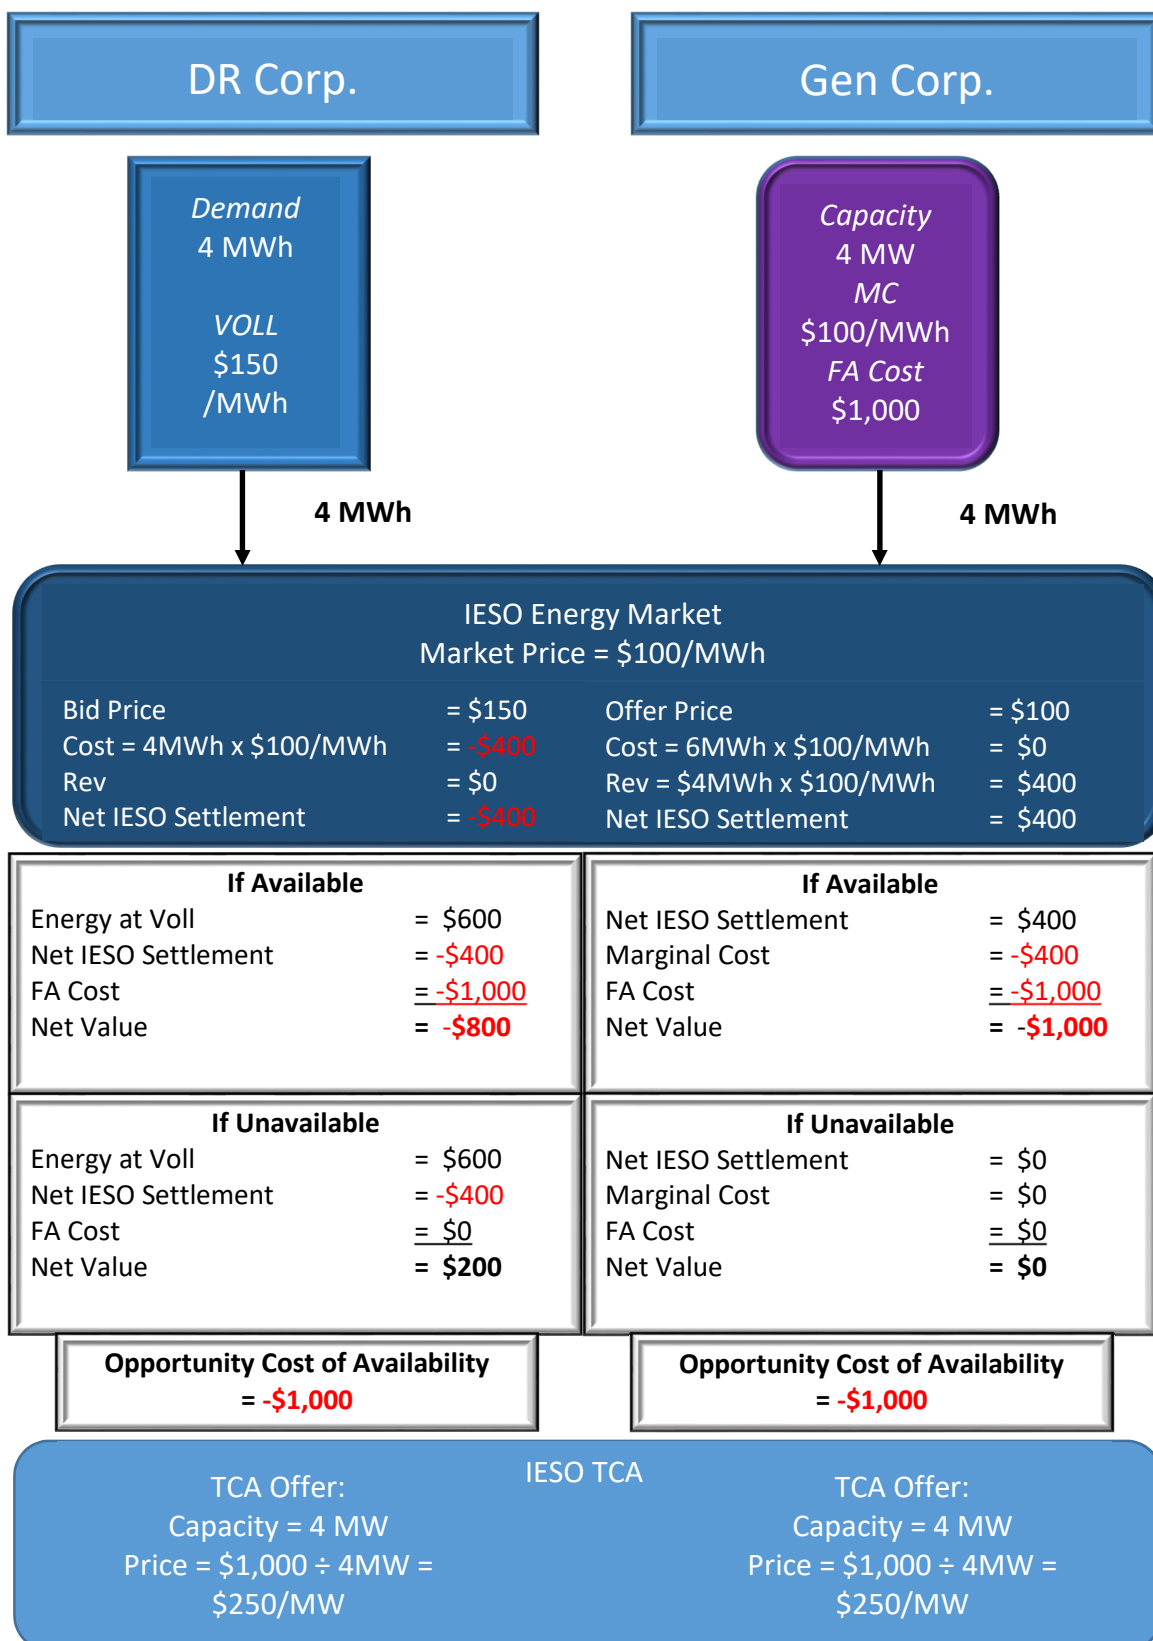 DR Corp.
Gen Corp.
Demand
4 MWh
VOLL
$150
/MWh
Capacity
4 MW
MC
$100/MWh
FA Cost
$1,000
4 MWh
4 MWh
IESO Energy Market
Market Price = $100/MWh
Bid Price = $150
Cost = 4MWh x $100/MWh = -$400
Rev = $0
Net IESO Settlement = -$400
Offer Price = $100
Cost = 6MWh x $100/MWh = $0
Rev = $4MWh x $100/MWh = $400
Net IESO Settlement = $400
If Available
Energy at Voll = $600
Net IESO Settlement = -$400
FA Cost = -$1,000
Net Value = -$800
If Available
Net IESO Settlement = $400
Marginal Cost = -$400
FA Cost = -$1,000
Net Value = -$1,000
If Unavailable
Energy at Voll = $600
Net IESO Settlement = -$400
FA Cost = $0
Net Value = $200
If Unavailable
Net IESO Settlement = $0
Marginal Cost = $0
FA Cost = $0
Net Value = $0
Opportunity Cost of Availability
= -$1,000
Opportunity Cost of Availability
= -$1,000
IESO TCA
TCA Offer:
Capacity = 4 MW
Price = $1,000 ÷ 4MW =
$250/MW
TCA Offer:
Capacity = 4 MW
Price = $1,000 ÷ 4MW =
$250/MW